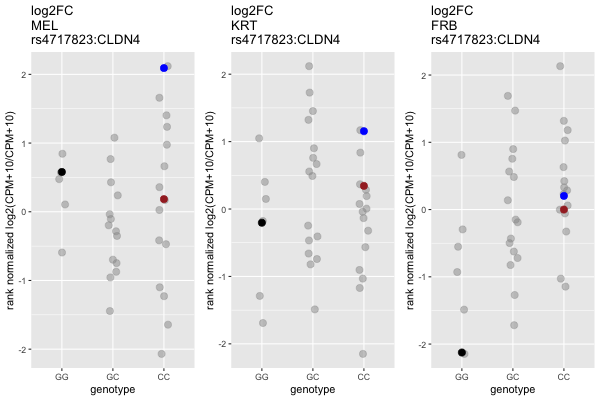 log2FC
MEL
rs4717823:CLDN4
rank normalized log2(CPM+10/CPM+10)
2
1
0
-1
-2
GG
GC
CC
genotype
log2FC
KRT
rs4717823:CLDN4
rank normalized log2(CPM+10/CPM+10)
2
1
0
-1
-2
GG
GC
CC
genotype
log2FC
FRB
rs4717823:CLDN4
rank normalized log2(CPM+10/CPM+10)
2
1
0
-1
-2
GG
GC
CC
genotype